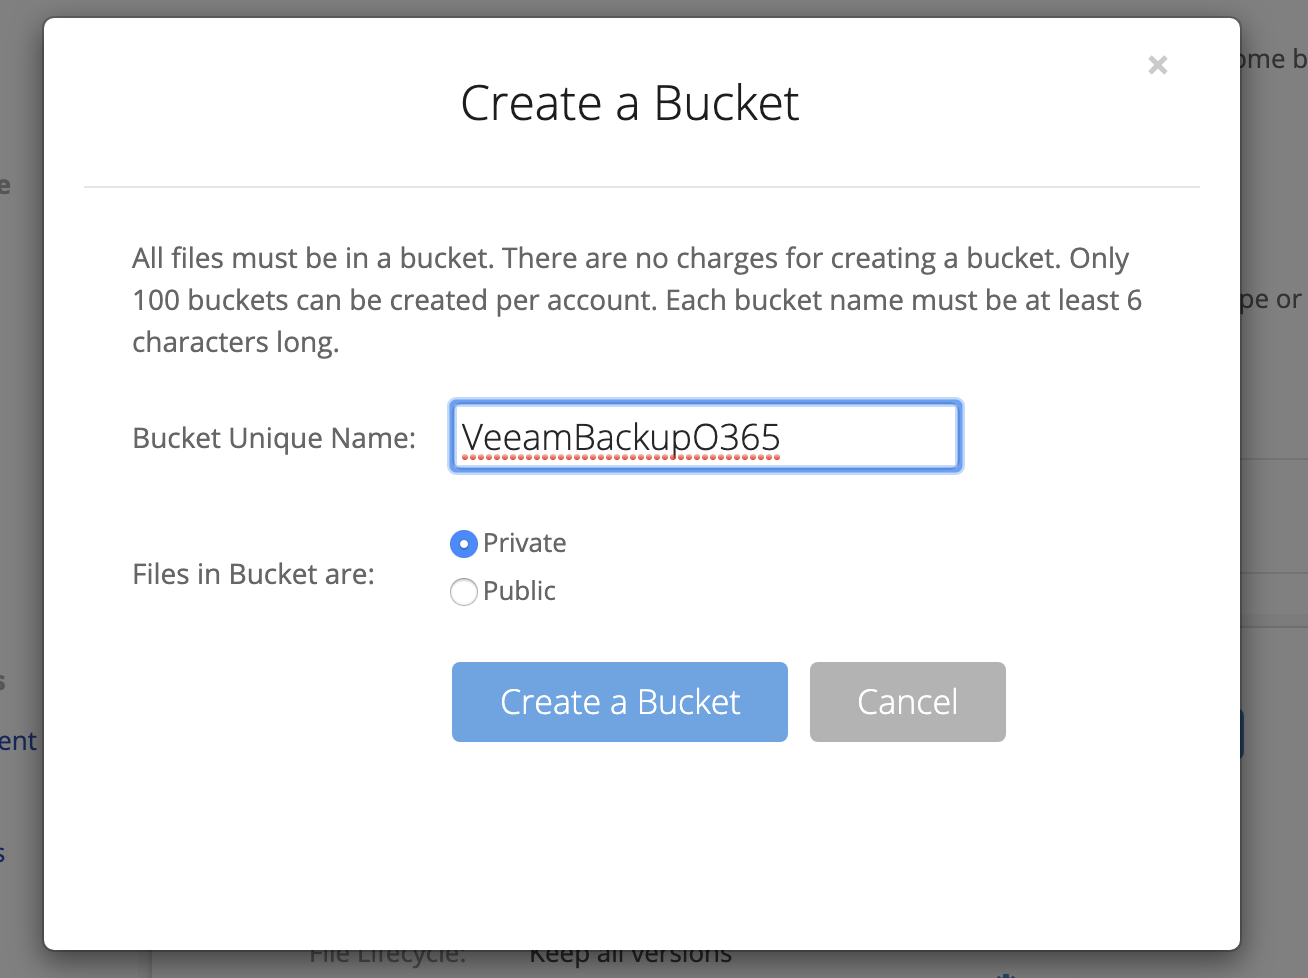 ome b
Create a Bucket
e
All files must be in a bucket. There are no charges for creating a bucket. Only
100 buckets can be created per account. Each bucket name must be at least 6
characters long.
pe or
Bucket Unique Name: VeeamBackupO365
Private
Files in Bucket are:
Public
s
Create a Bucket Cancel
ent
s
File Lifecycle: Keep all versions